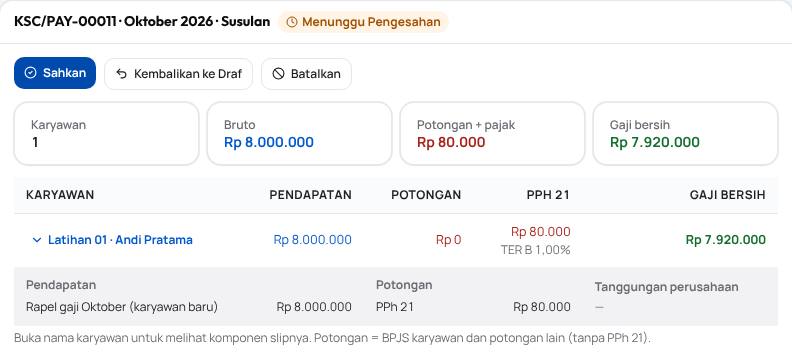 KSC/PAY-00011 · Oktober 2026 · Susulan Menunggu Pengesahan
Sahkan Kembalikan ke Draf Batalkan
Karyawan Bruto Potongan + pajak Gaji bersih
1 Rp 8.000.000 Rp 80.000 Rp 7.920.000
KARYAWAN PENDAPATAN POTONGAN PPH 21 GAJI BERSIH
Latihan 01 · Andi Pratama Rp 8.000.000 Rp 0 Rp 80.000 Rp 7.920.000
TER B 1,00%
Pendapatan Potongan Tanggungan perusahaan
Rapel gaji Oktober (karyawan baru) Rp 8.000.000 PPh 21 Rp 80.000 —
Buka nama karyawan untuk melihat komponen slipnya. Potongan = BPJS karyawan dan potongan lain (tanpa PPh 21).